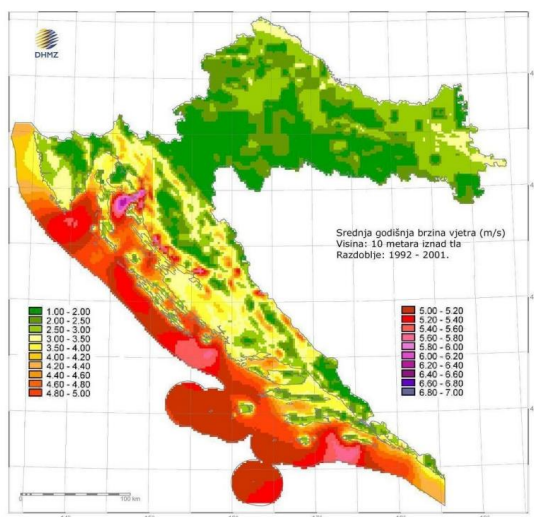 DHMZ
Srednja godišnja brzina vjetra (m/s)
Visina: 10 metara iznad tla
Razdoblje: 1992 - 2001.
1.00 - 2.00
2.00 - 2.50
2.50 - 3.00
3.00 - 3.50
3.50 - 4.00
4.00 - 4.20
4.20 - 4.40
4.40 - 4.60
4.60 - 4.80
4.80 - 5.00
5.00 - 5.20
5.20 - 5.40
5.40 - 5.60
5.60 - 5.80
5.80 - 6.00
6.00 - 6.20
6.20 - 6.40
6.40 - 6.60
6.60 - 6.80
6.80 - 7.00
0 100 km